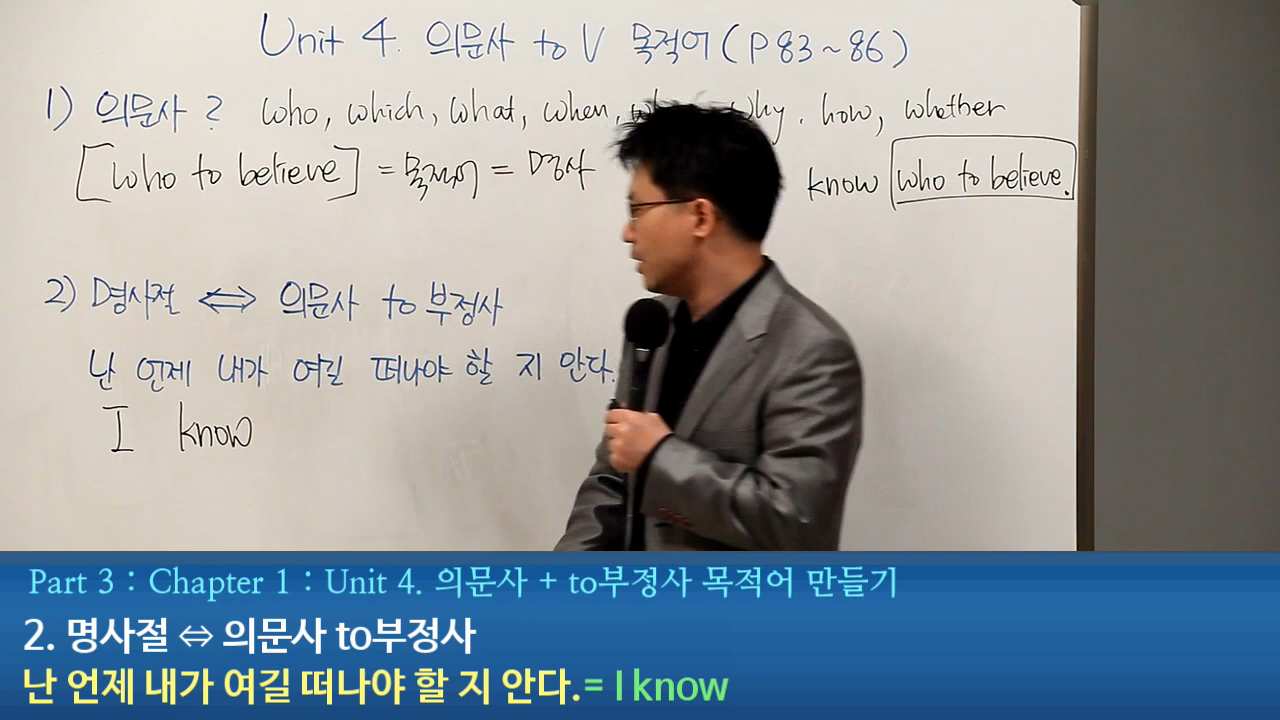 Unit 4. 의문사 to V 목적어 (P 83~86)
1) 의문사 ? who, which, what, when, why. how, whether
[who to believe] = 목적어 = 명사 know who to believe.
2) 명사절 ⇔ 의문사 to 부정사
난 언제 내가 여길 떠나야 할 지 안다.
I know
Part 3 : Chapter 1 : Unit 4. 의문사 + to부정사 목적어 만들기
2. 명사절 ⇔ 의문사 to부정사
난 언제 내가 여길 떠나야 할 지 안다.= I know